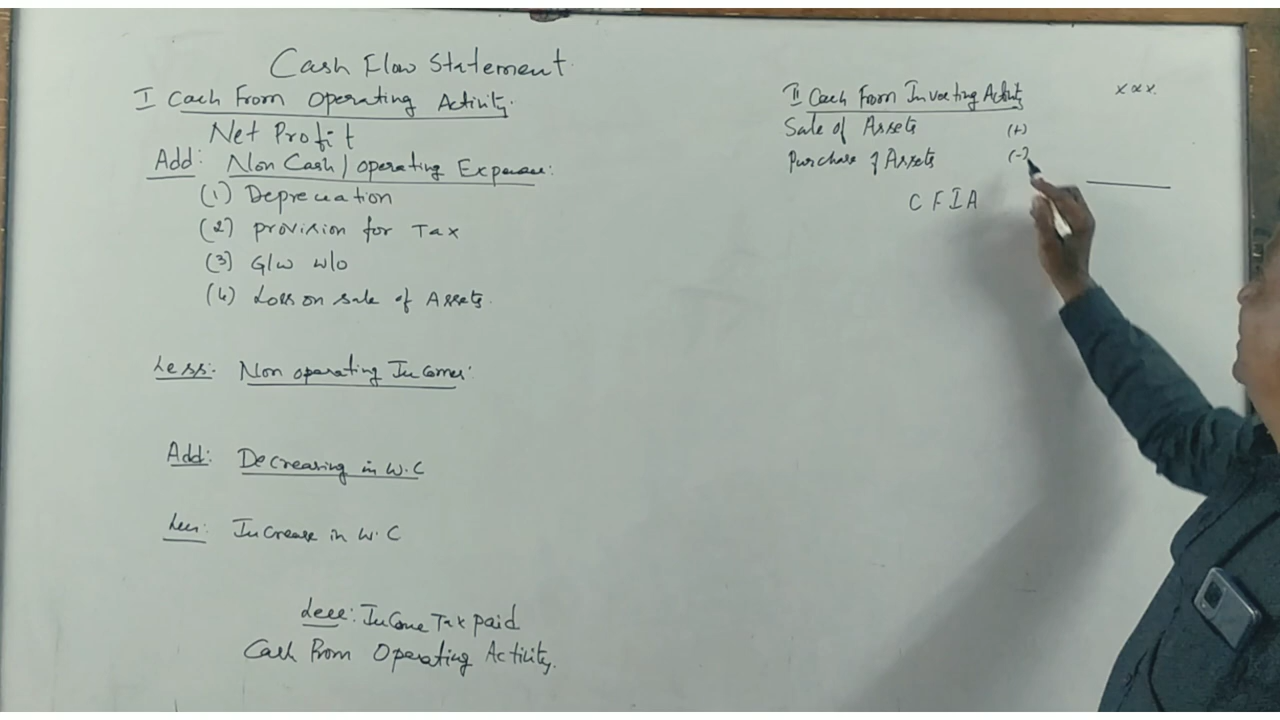 Cash Flow Statement
I Cash From Operating Activity.
Net Profit
Add: Non Cash / operating Expenses:
(1) Depreciation
(2) provision for Tax
(3) G/w w/o
(4) Loss on sale of Assets.
Less: Non operating Incomes:
Add: Decreasing in W.C
Less: Increase in W.C
Less: Income Tax paid
Cash From Operating Activity.
II Cash From Investing Activity xxx.
Sale of Assets (+)
Purchase of Assets (-)
C F I A